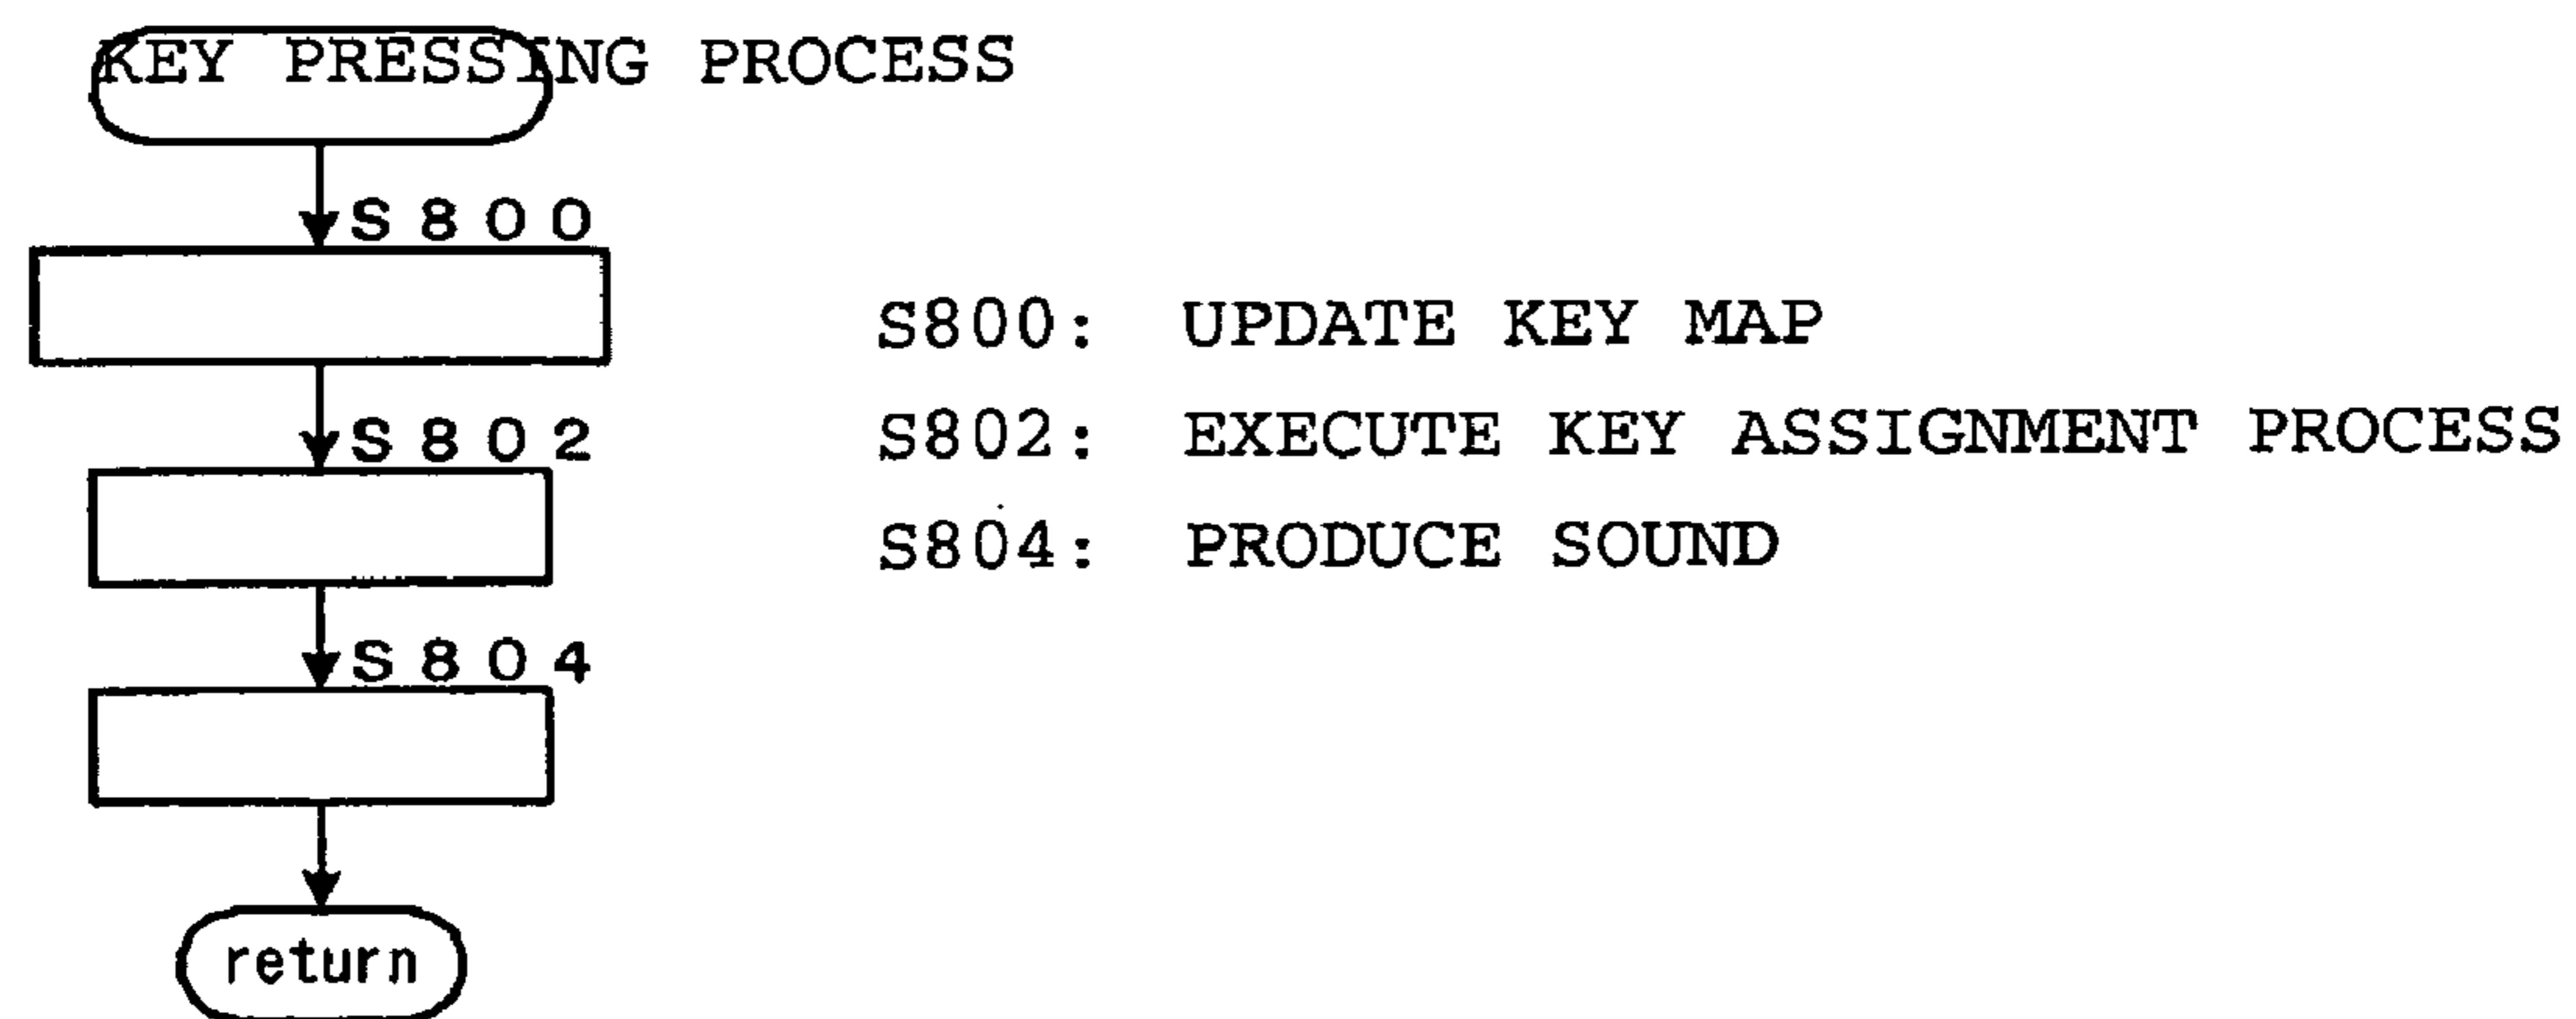 KEY PRESSING PROCESS
S800
S802
S804
return
S800: UPDATE KEY MAP
S802: EXECUTE KEY ASSIGNMENT PROCESS
S804: PRODUCE SOUND